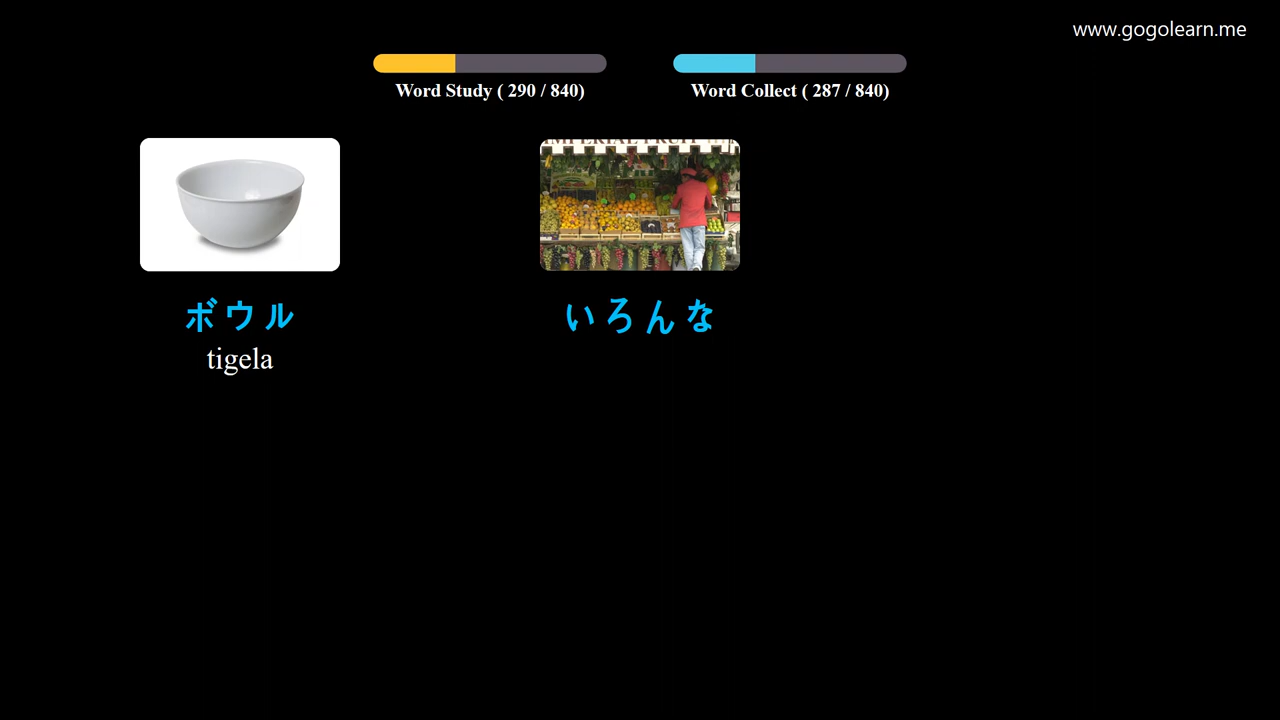 www.gogolearn.me
Word Study ( 290 / 840)
Word Collect ( 287 / 840)
ボウル
いろんな
tigela